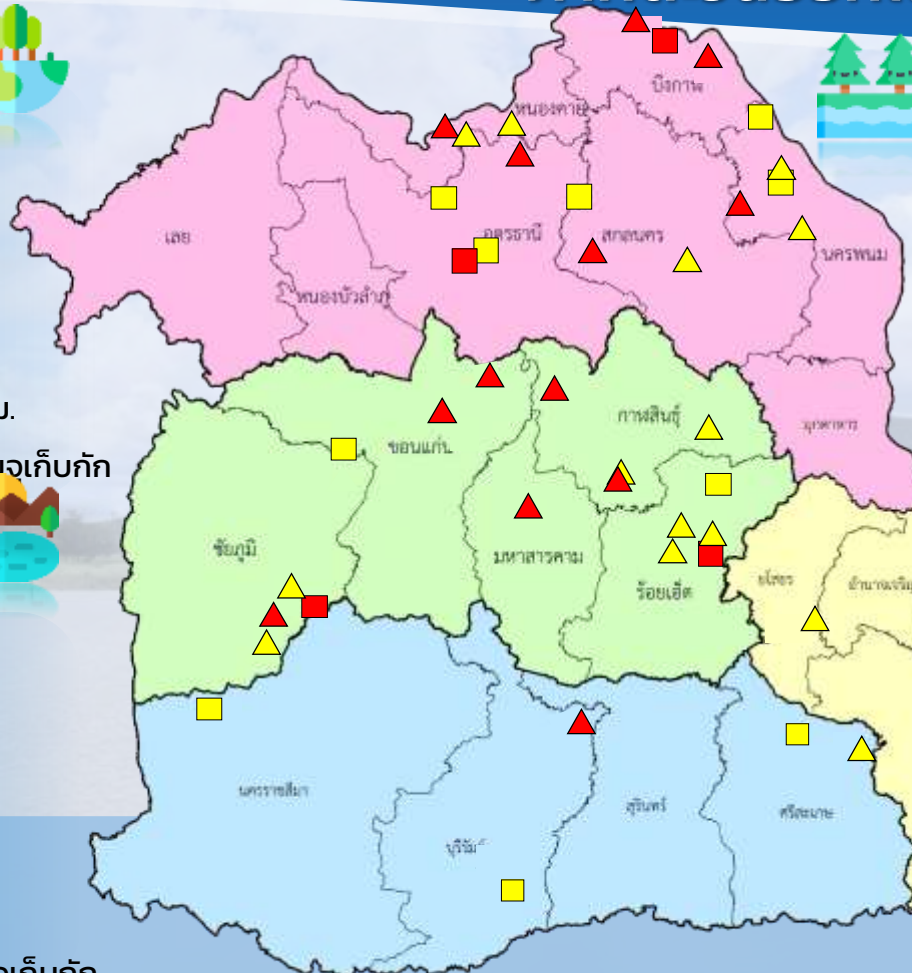 บึงกาฬ
หนองคาย
เลย
อุดรธานี
สกลนคร
นครพนม
หนองบัวลำภู
ม.
จุเก็บกัก
ขอนแก่น
กาฬสินธุ์
มุกดาหาร
ชัยภูมิ
มหาสารคาม
ร้อยเอ็ด
ยโสธร
อำนาจเจริญ
นครราชสีมา
บุรีรัม
สุรินทร์
ศรีสะเกษ